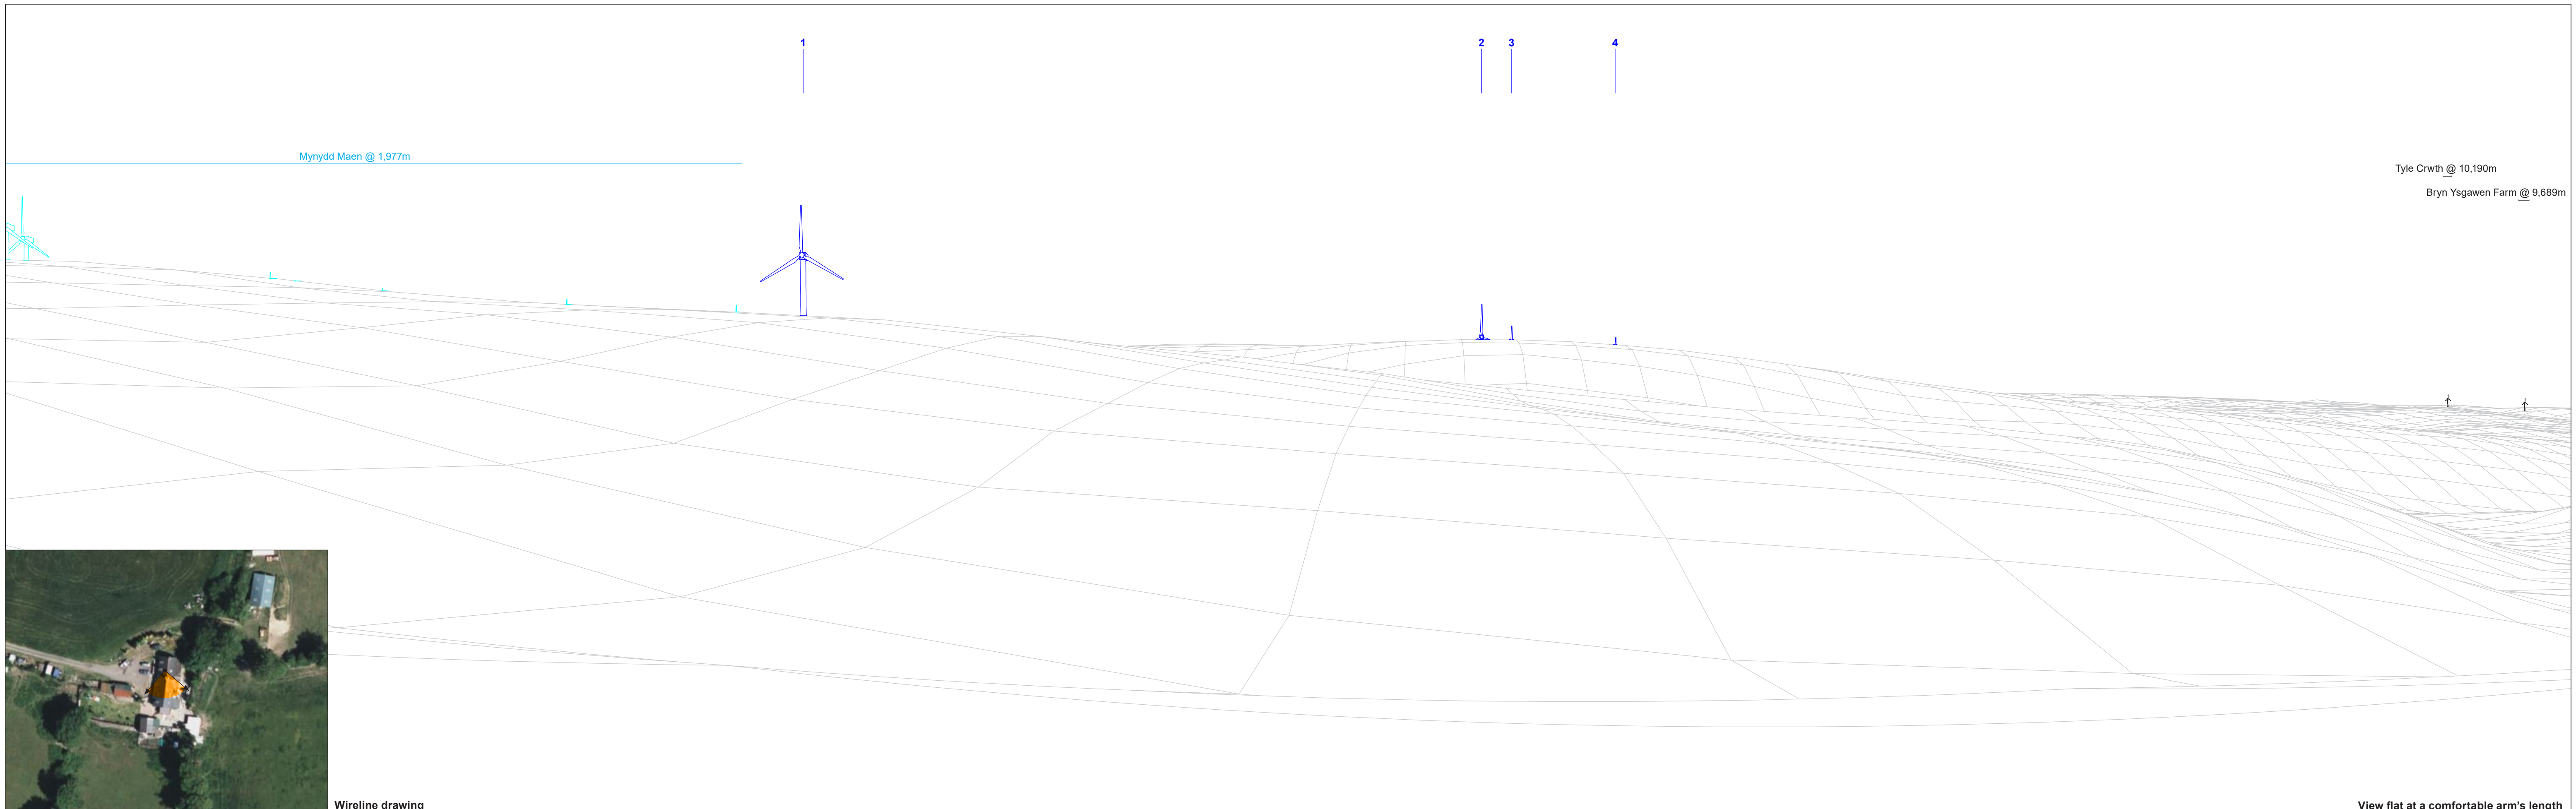 1
2
3
4
Mynydd Maen @ 1,977m
Tyle Crwth @ 10,190m
Bryn Ysgawen Farm @ 9,689m
Wireline drawing
View flat at a comfortable arm's length